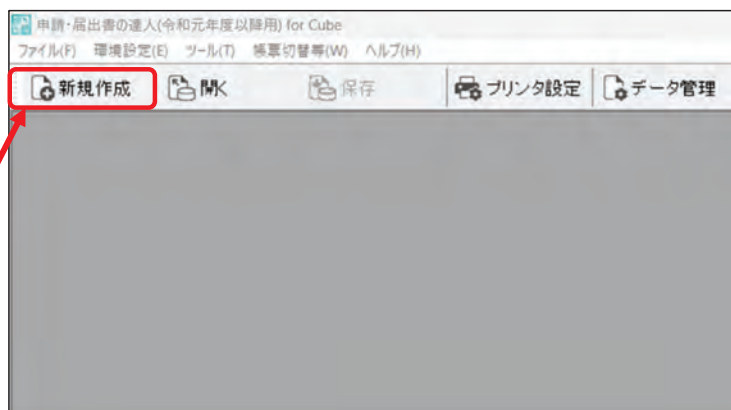 申請・届出書の達人(令和元年度以降用) for Cube
ファイル(F) 環境設定(E) ツール(T) 帳票切替等(W) ヘルプ(H)
新規作成 開く 保存 プリンタ設定 データ管理